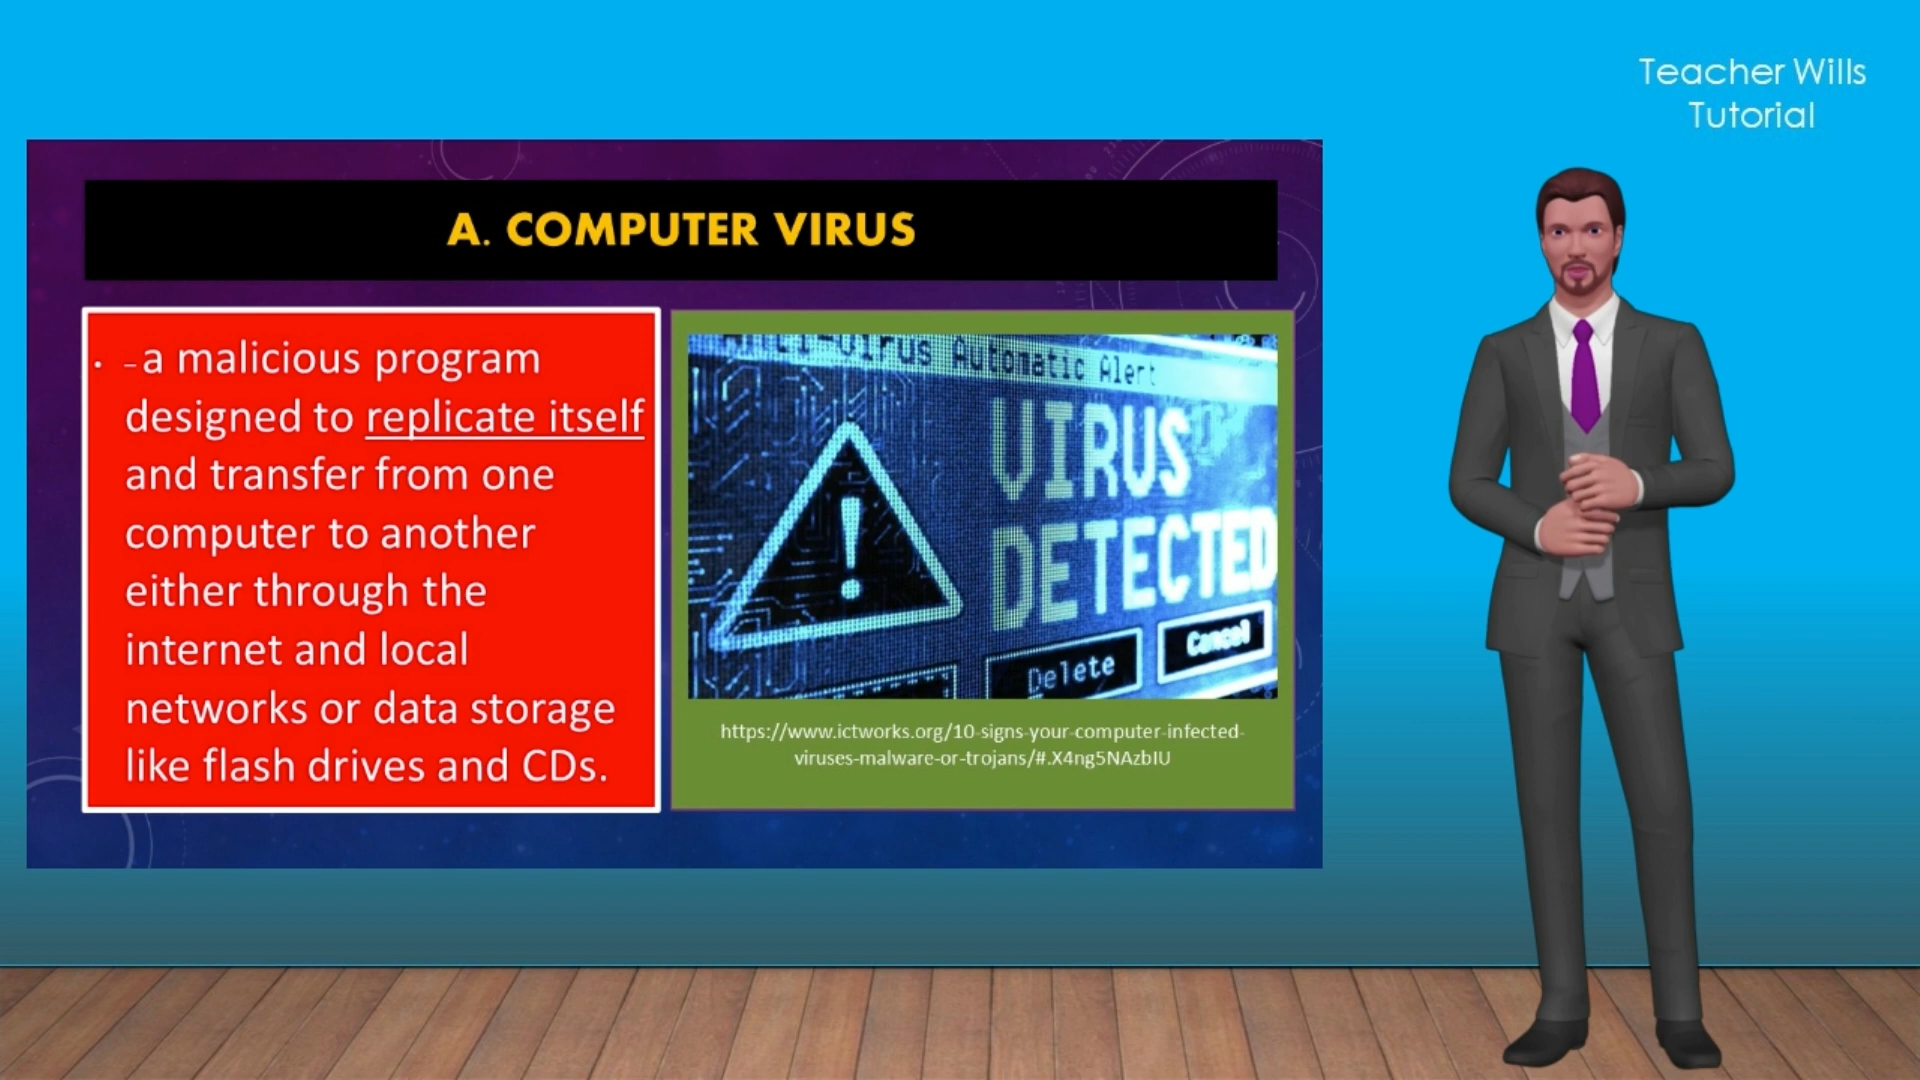 Teacher Wills
Tutorial
A. COMPUTER VIRUS
• – a malicious program
designed to replicate itself
and transfer from one
computer to another
either through the
internet and local
networks or data storage
like flash drives and CDs.
Anti-Virus Automatic Alert
VIRUS
DETECTED
Delete
Cancel
https://www.ictworks.org/10-signs-your-computer-infected-
viruses-malware-or-trojans/#.X4ng5NAzbIU